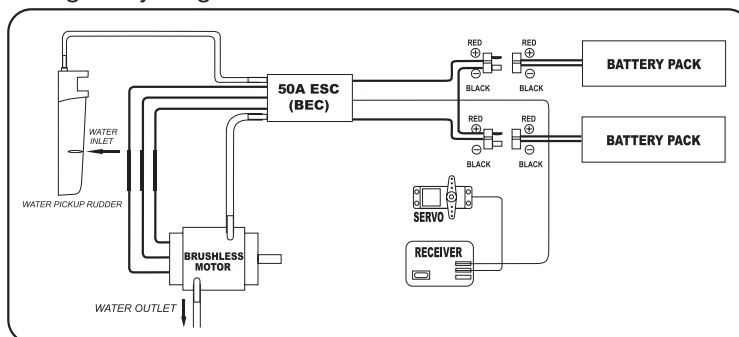 RED
⊕
⊖
BLACK
RED
⊕
⊖
BLACK
BATTERY PACK
50A ESC
(BEC)
RED
⊕
⊖
BLACK
RED
⊕
⊖
BLACK
BATTERY PACK
WATER
INLET
WATER PICKUP RUDDER
SERVO
RECEIVER
BRUSHLESS
MOTOR
WATER OUTLET